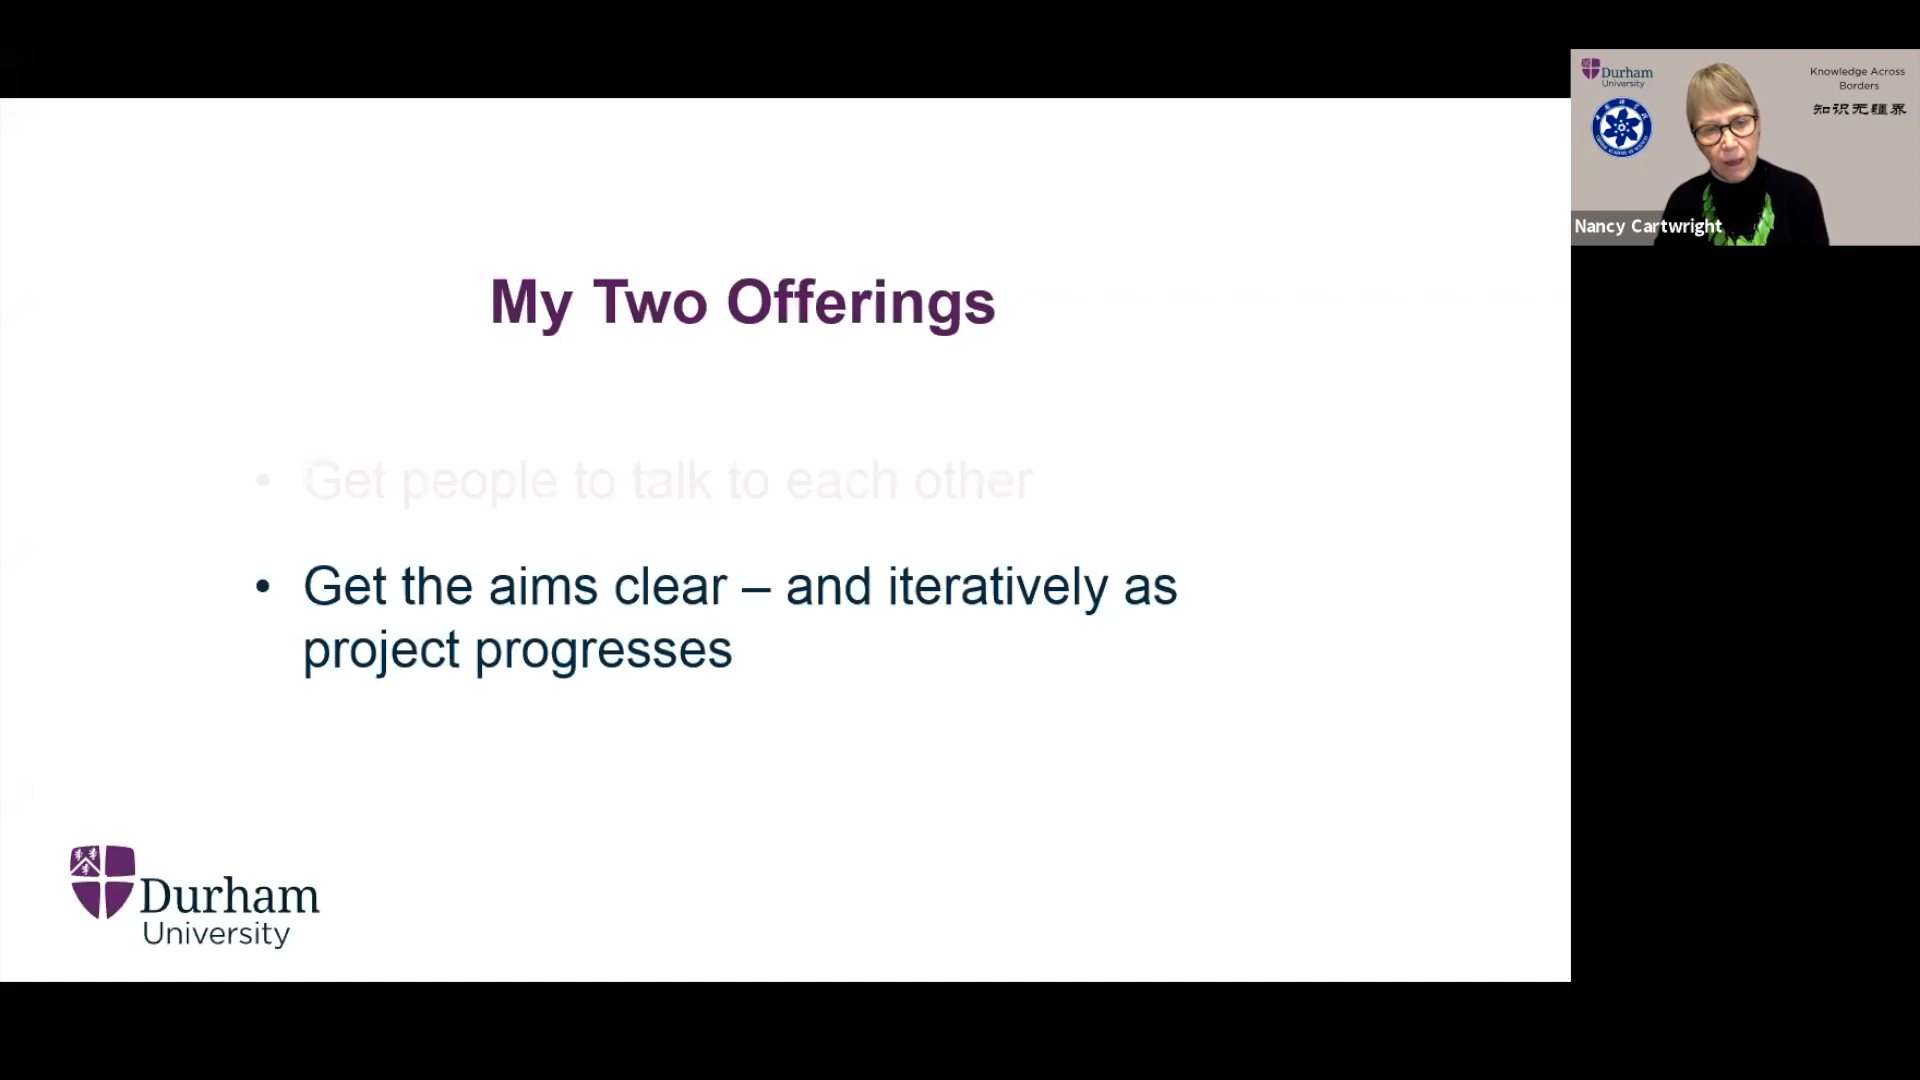 My Two Offerings
• Get people to talk to each other
• Get the aims clear – and iteratively as
project progresses
Durham
University
Durham
University
Knowledge Across
Borders
知识无疆界
Nancy Cartwright